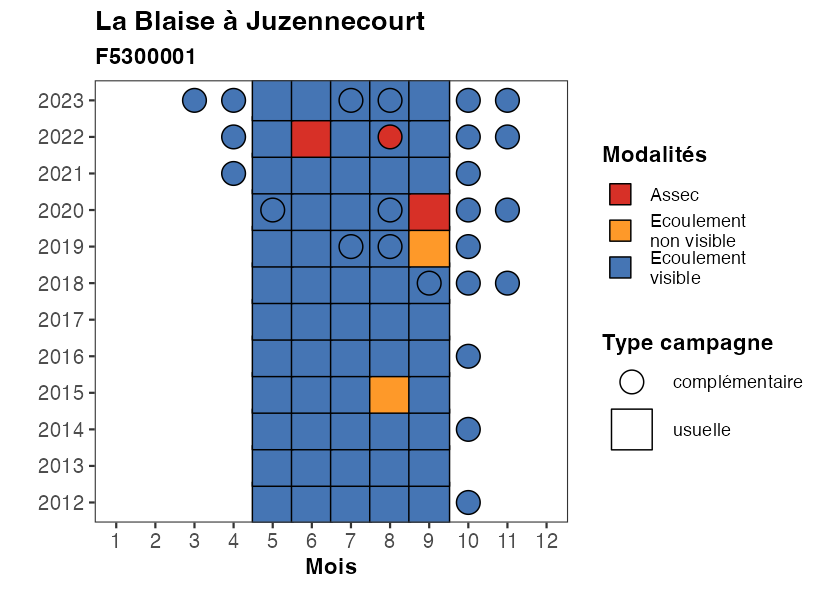 La Blaise à Juzennecourt
F5300001
2023
2022
2021
2020
2019
2018
2017
2016
2015
2014
2013
2012
1 2 3 4 5 6 7 8 9 10 11 12
Mois
Modalités
Assec
Ecoulement
non visible
Ecoulement
visible
Type campagne
complémentaire
usuelle